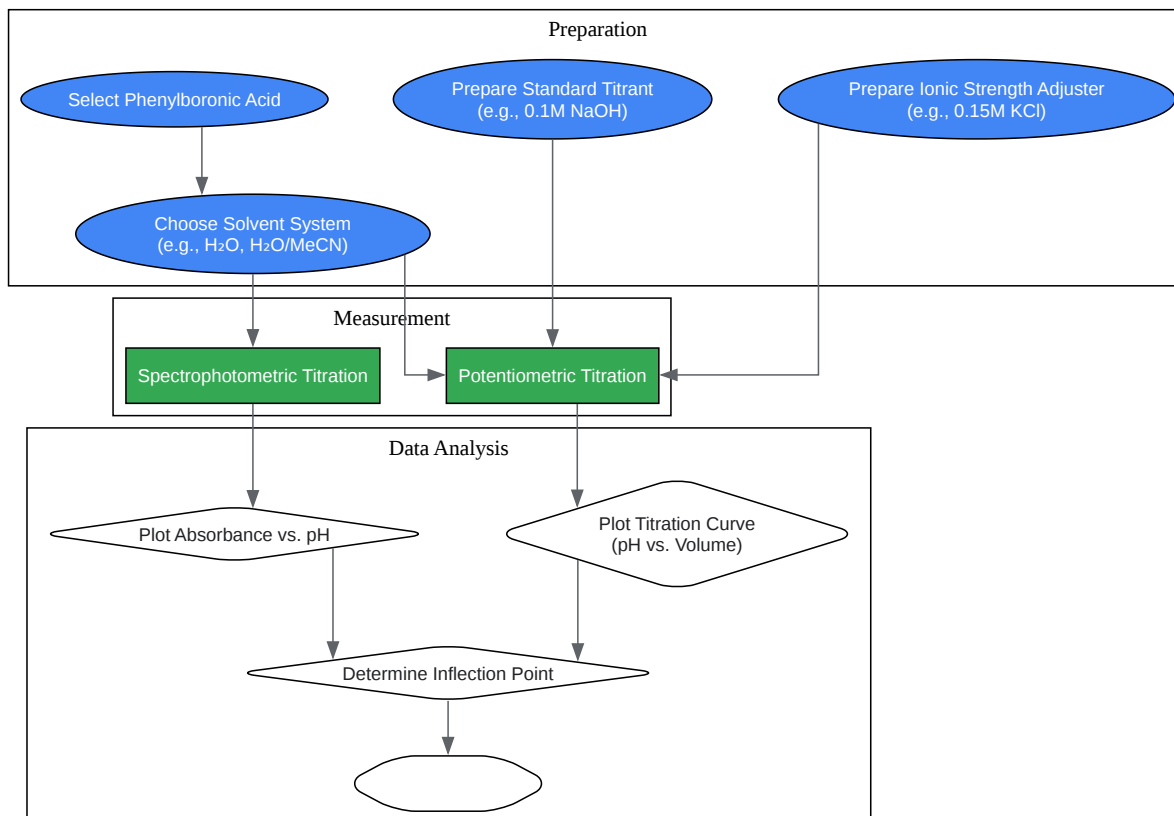 Preparation
Select Phenylboronic Acid
Prepare Standard Titrant
(e.g., 0.1M NaOH)
Prepare Ionic Strength Adjuster
(e.g., 0.15M KCl)
Choose Solvent System
(e.g., H₂O, H₂O/MeCN)
Measurement
Spectrophotometric Titration
Potentiometric Titration
Data Analysis
Plot Absorbance vs. pH
Plot Titration Curve
(pH vs. Volume)
Determine Inflection Point